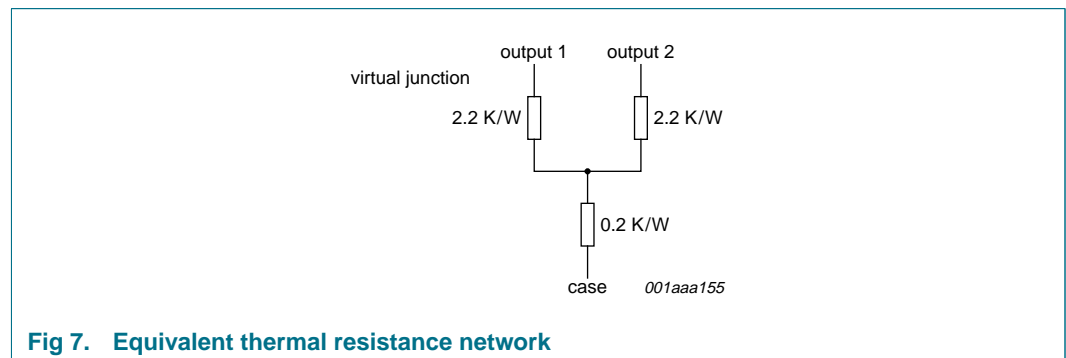 output 1 output 2
virtual junction
2.2 K/W 2.2 K/W
0.2 K/W
case 001aaa155
Fig 7. Equivalent thermal resistance network